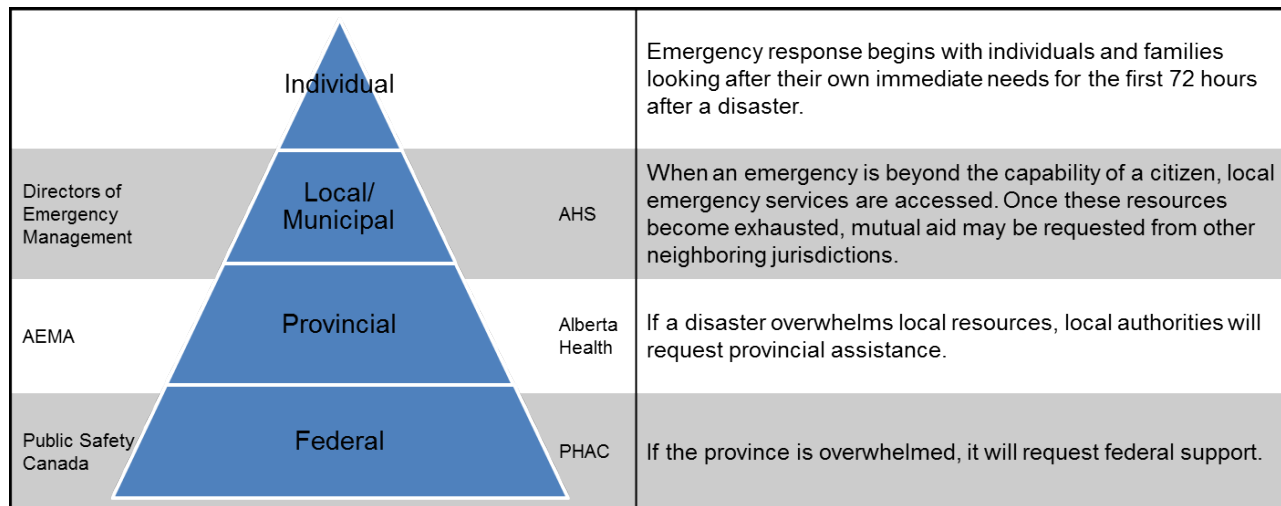 Individual
Emergency response begins with individuals and families
looking after their own immediate needs for the first 72 hours
after a disaster.
Directors of
Emergency
Management
Local/
Municipal
AHS
When an emergency is beyond the capability of a citizen, local
emergency services are accessed. Once these resources
become exhausted, mutual aid may be requested from other
neighboring jurisdictions.
AEMA
Provincial
Alberta
Health
If a disaster overwhelms local resources, local authorities will
request provincial assistance.
Public Safety
Canada
Federal
PHAC
If the province is overwhelmed, it will request federal support.